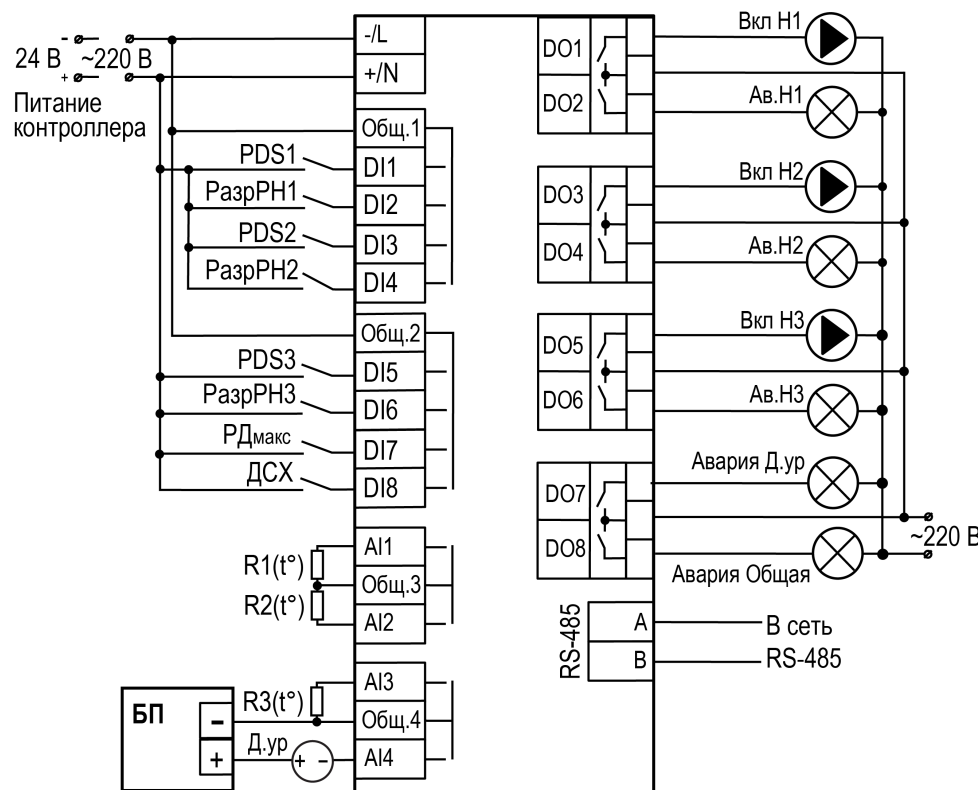 -
24 В ~220 В
+
Питание
контроллера
-/L
+/N
Общ.1
PDS1
DI1
РазрРН1
DI2
PDS2
DI3
РазрРН2
DI4
Общ.2
PDS3
DI5
РазрРН3
DI6
РДмакс
DI7
ДСХ
DI8
AI1
R1(t°)
Общ.3
R2(t°)
AI2
AI3
R3(t°)
Общ.4
БП
-
+
Д.ур
+ -
AI4
DO1
DO2
Вкл Н1
Ав.Н1
DO3
DO4
Вкл Н2
Ав.Н2
DO5
DO6
Вкл Н3
Ав.Н3
DO7
DO8
Авария Д.ур
~220 В
Авария Общая
RS-485
A
B
В сеть
RS-485